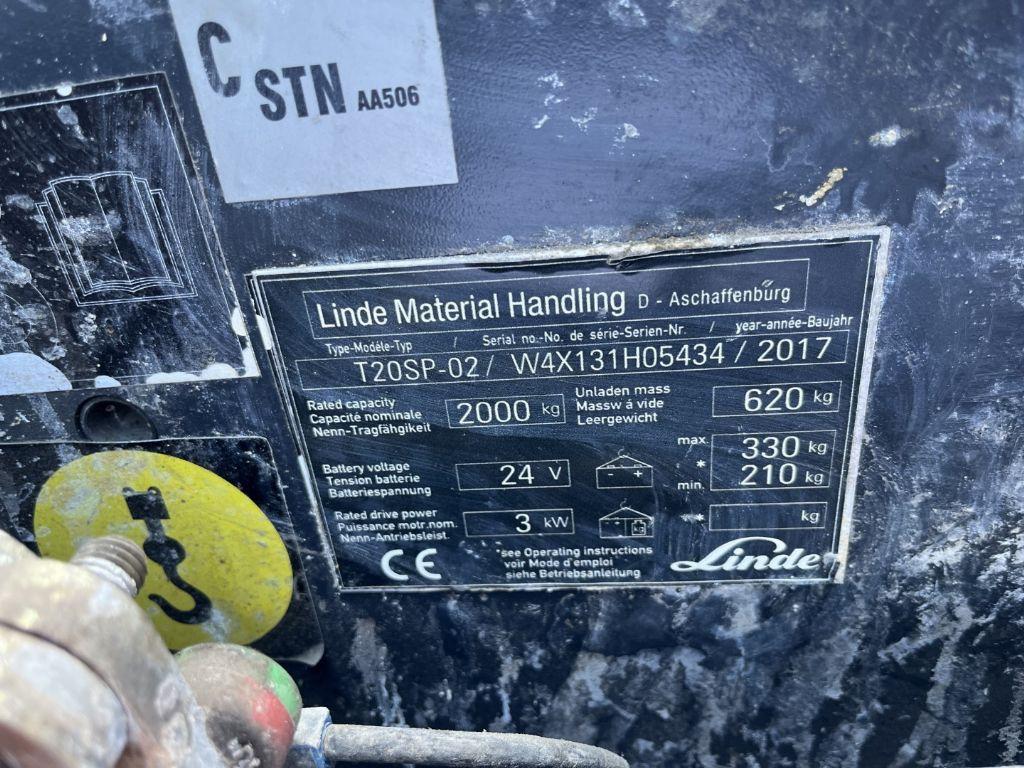 C STN AA506
Linde Material Handling D - Aschaffenburg
Type-Modèle-Typ / Serial no.-No. de série-Serien-Nr. / year-année-Baujahr
T20SP-02 / W4X131H05434 / 2017
Rated capacity
Capacité nominale
Nenn-Tragfähgikeit
2000 kg
Unladen mass
Massw á vide
Leergewicht
620 kg
Battery voltage
Tension batterie
Batteriespannung
24 V
- +
max. 330 kg
*
min. 210 kg
Rated drive power
Puissance motr.nom.
Nenn-Antriebsleist.
3 kW
kg
** kg
CE
*see Operating instructions
voir Mode d'emploi
siehe Betriebsanleitung
Linde